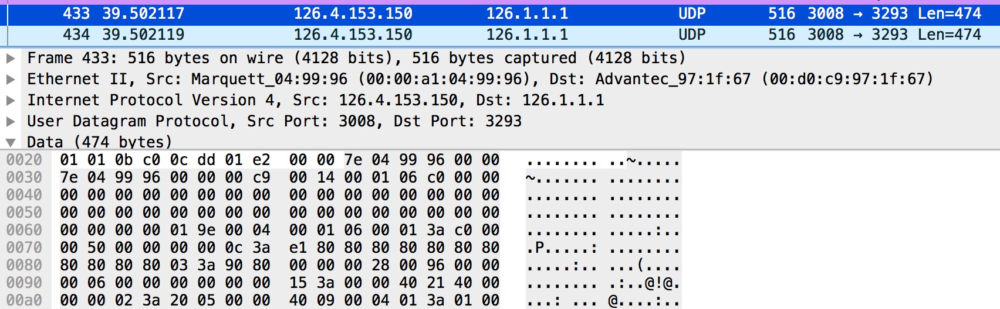 433 39.502117 126.4.153.150 126.1.1.1 UDP 516 3008 → 3293 Len=474
434 39.502119 126.4.153.150 126.1.1.1 UDP 516 3008 → 3293 Len=474
Frame 433: 516 bytes on wire (4128 bits), 516 bytes captured (4128 bits)
Ethernet II, Src: Marquett_04:99:96 (00:00:a1:04:99:96), Dst: Advantec_97:1f:67 (00:d0:c9:97:1f:67)
Internet Protocol Version 4, Src: 126.4.153.150, Dst: 126.1.1.1
User Datagram Protocol, Src Port: 3008, Dst Port: 3293
Data (474 bytes)
0020 01 01 0b c0 0c dd 01 e2 00 00 7e 04 99 96 00 00 ........ ..~.....
0030 7e 04 99 96 00 00 00 c9 00 14 00 01 06 c0 00 00 ~....... ........
0040 00 00 00 00 00 00 00 00 00 00 00 00 00 00 00 00 ........ ........
0050 00 00 00 00 00 00 00 00 00 00 00 00 00 00 00 00 ........ ........
0060 00 00 00 00 01 9e 00 04 00 01 06 00 01 3a c0 00 ........ .....:..
0070 00 50 00 00 00 00 0c 3a e1 80 80 80 80 80 80 80 .P.....: ........
0080 80 80 80 80 03 3a 90 80 00 00 00 28 00 96 00 00 .....:.. ...(....
0090 00 06 00 00 00 00 00 00 15 3a 00 00 40 21 40 00 ........ .:..@!@.
00a0 00 00 02 3a 20 05 00 00 40 09 00 04 01 3a 01 00 ...: ... @....:..